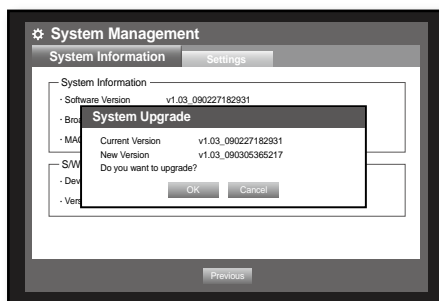 System Management
System Information
Settings
System Information
· Software Version v1.03_090227182931
· Broa
· MAC
System Upgrade
Current Version v1.03_090227182931
New Version v1.03_090305365217
Do you want to upgrade?
OK Cancel
S/W
· Dev
· Vers
Previous